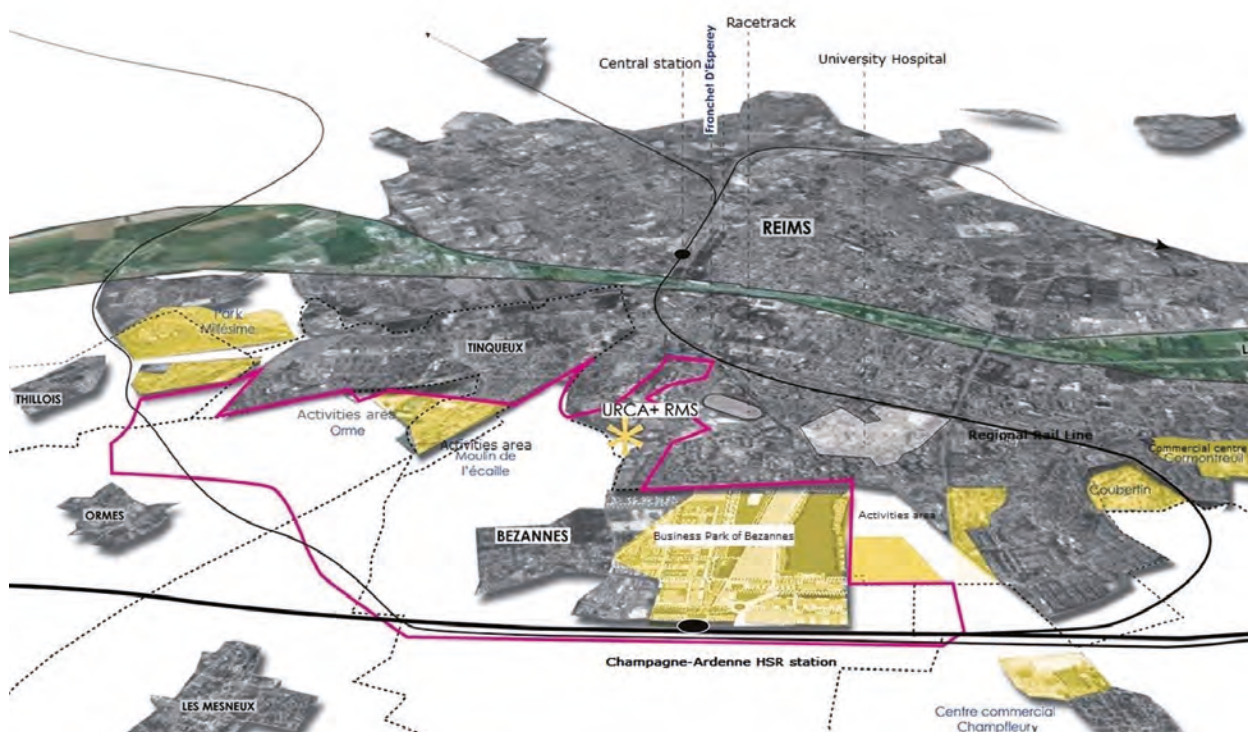 Racetrack
Central station
Franchet D'Esperey
University Hospital
REIMS
Park
Millésime
TINQUEUX
L
THILLOIS
Activities area
Orme
URCA+ RMS
Activities area
Moulin de
l'écaille
Regional Rail Line
Commercial centre
Cormontreuil
Coubertin
ORMES
BEZANNES
Business Park of Bezannes
Activities area
Champagne-Ardenne HSR station
LES MESNEUX
Centre commercial
Champfleury